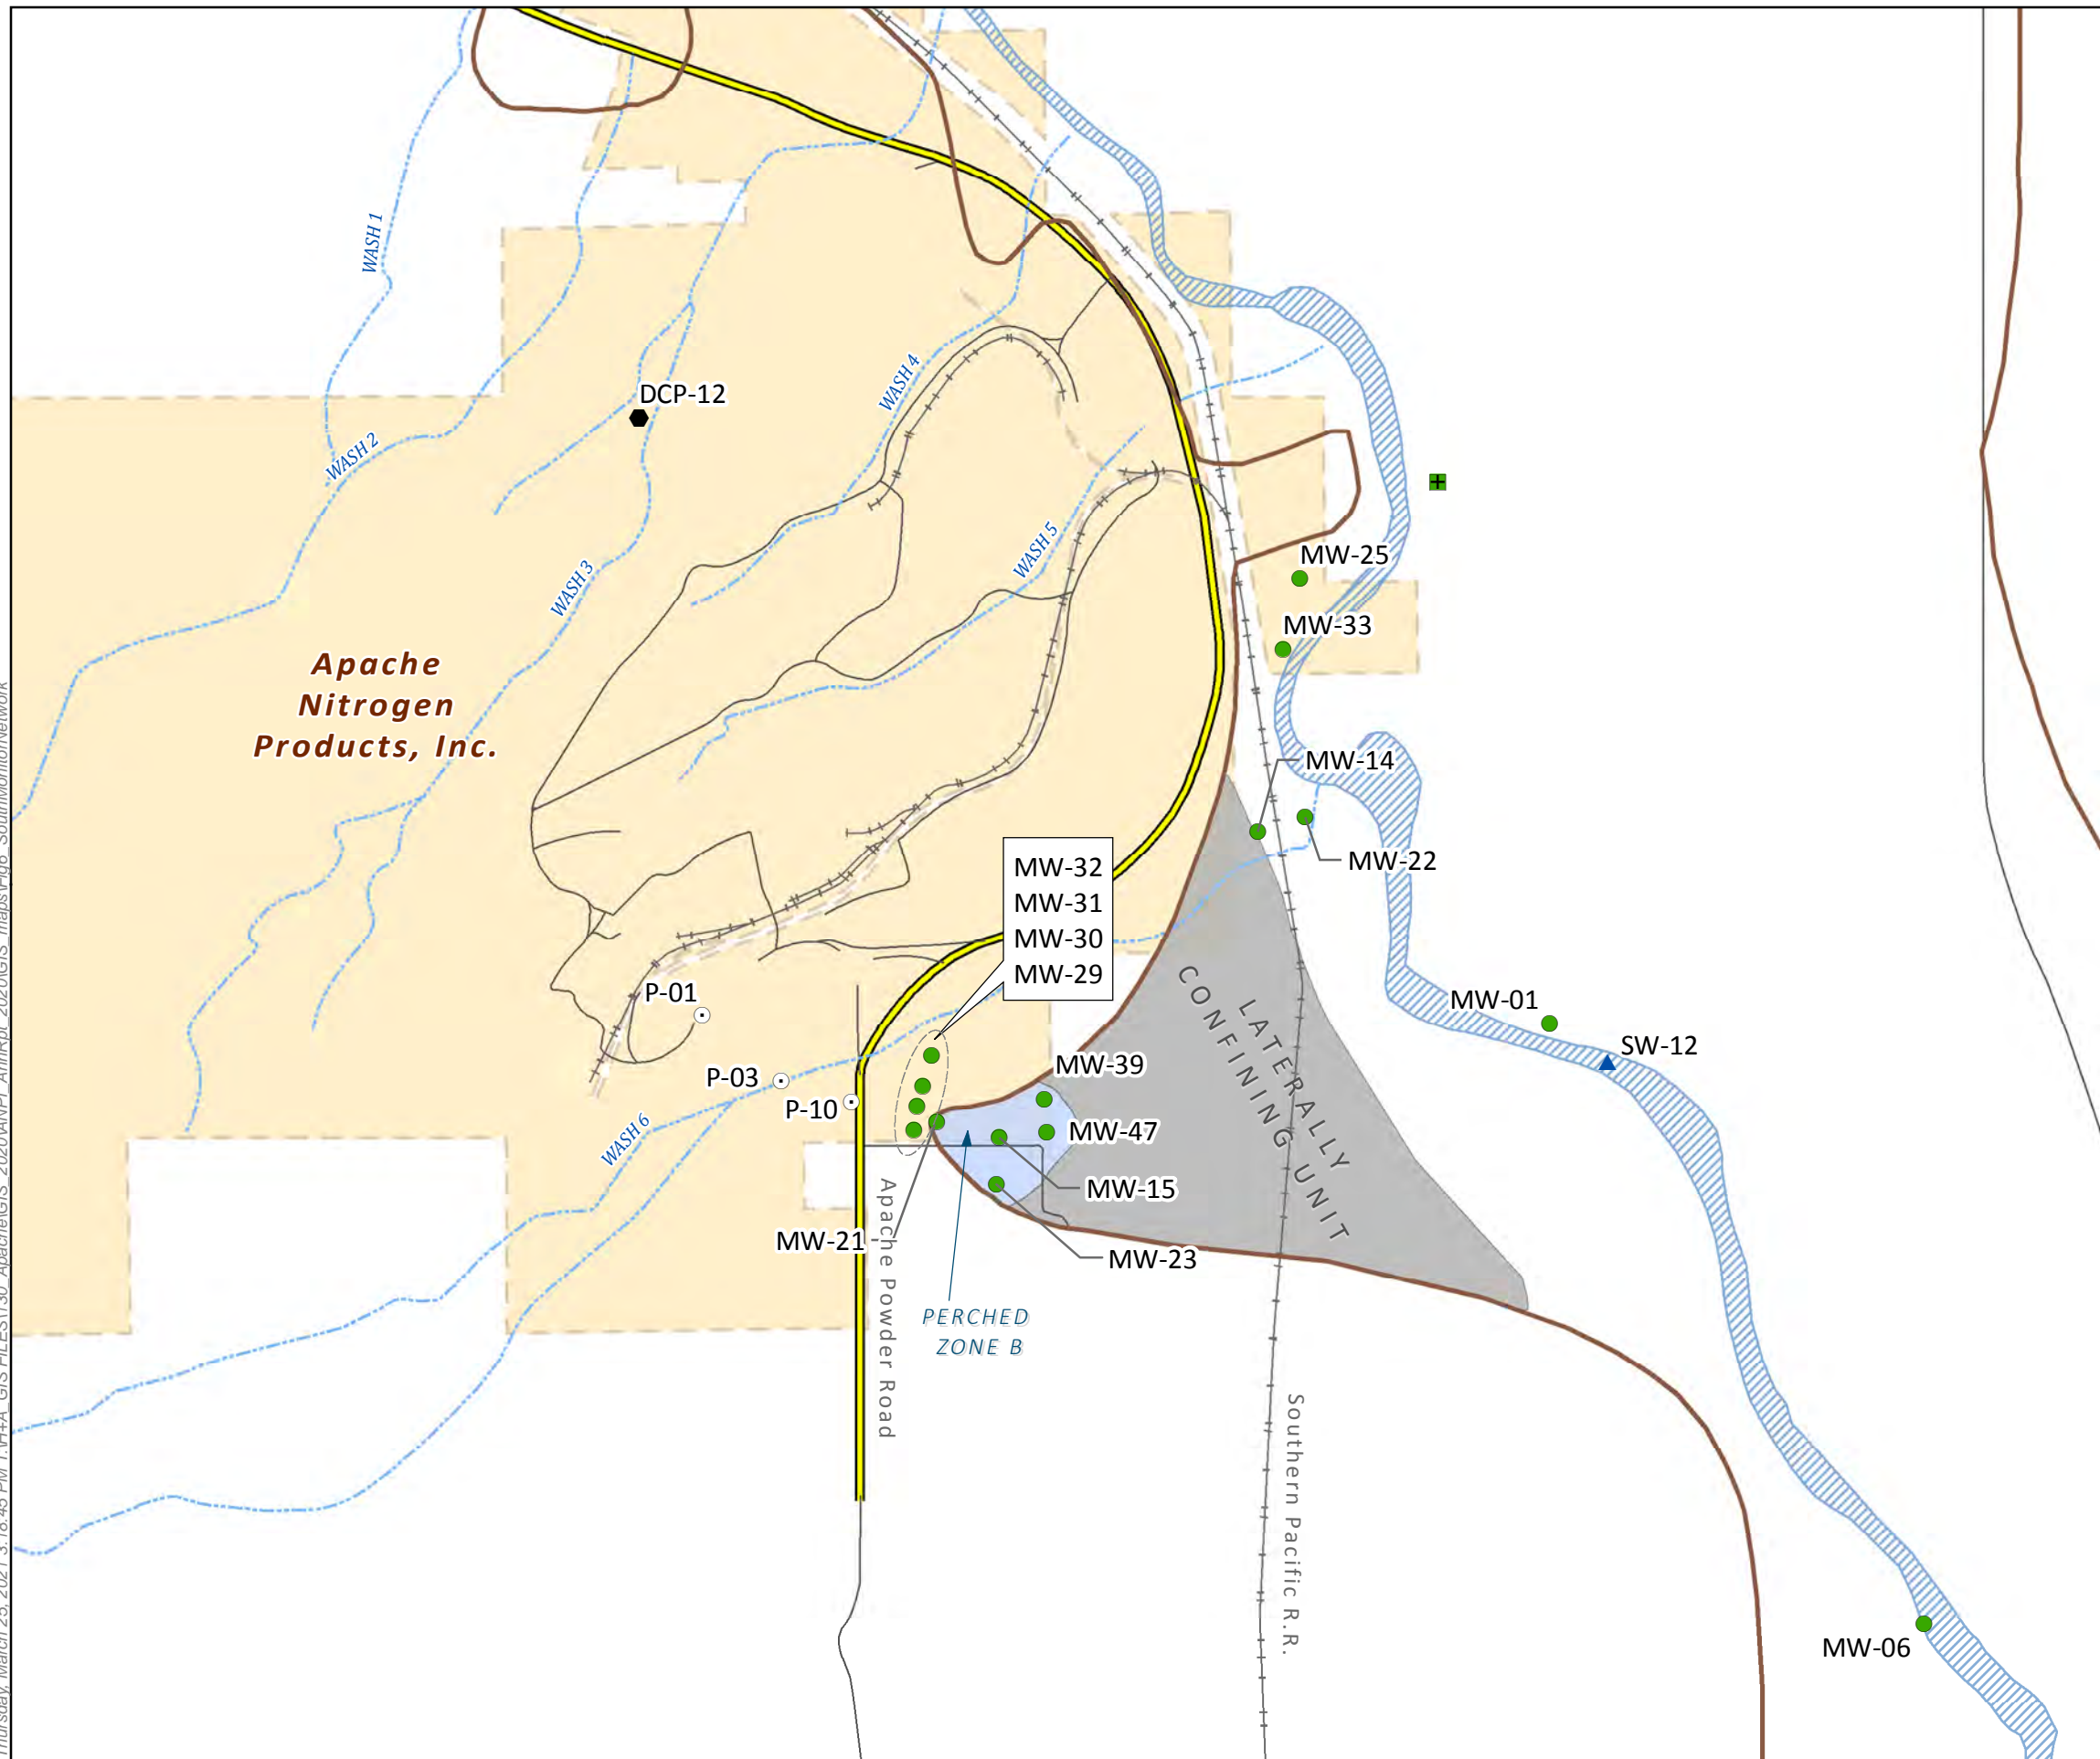 WASH 1
DCP-12
WASH 4
WASH 2
WASH 5
MW-25
WASH 3
MW-33
Apache
Nitrogen
Products, Inc.
MW-14
MW-22
MW-32
MW-31
MW-30
MW-29
P-01
MW-01
LATERALLY
CONFINING UNIT
SW-12
MW-39
P-03
P-10
WASH 6
MW-47
MW-15
MW-21
MW-23
Apache Powder Road
PERCHED
ZONE B
Southern Pacific R.R.
MW-06